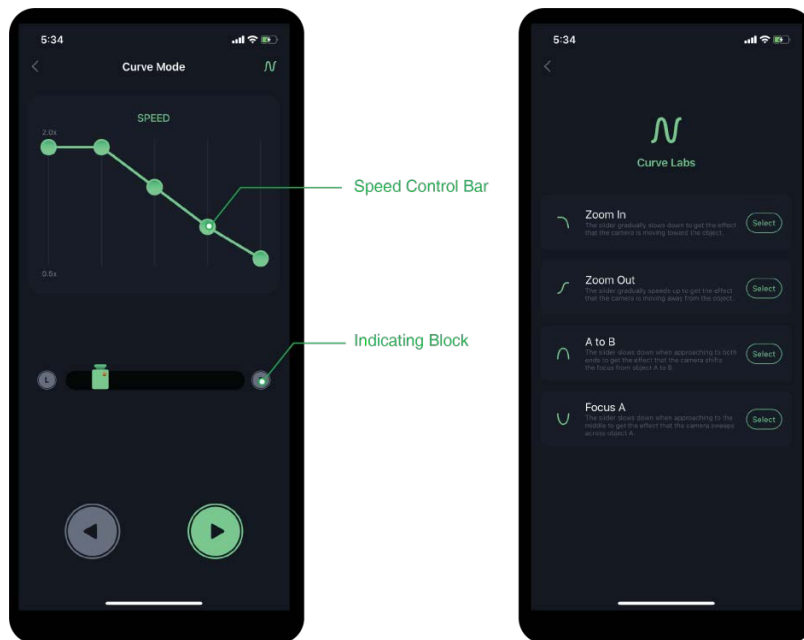 5:34
Curve Mode
SPEED
2.0x
0.5x
Speed Control Bar
Indicating Block
L
5:34
Curve Labs
Zoom In
The slider gradually slows down to get the effect
that the camera is moving toward the object.
Select
Zoom Out
The slider gradually speeds up to get the effect
that the camera is moving away from the object.
Select
A to B
The slider slows down when approaching to both
ends to get the effect that the camera shifts
the focus from object A to B.
Select
Focus A
The slider slows down when approaching to the
middle to get the effect that the camera sweeps
across object A.
Select